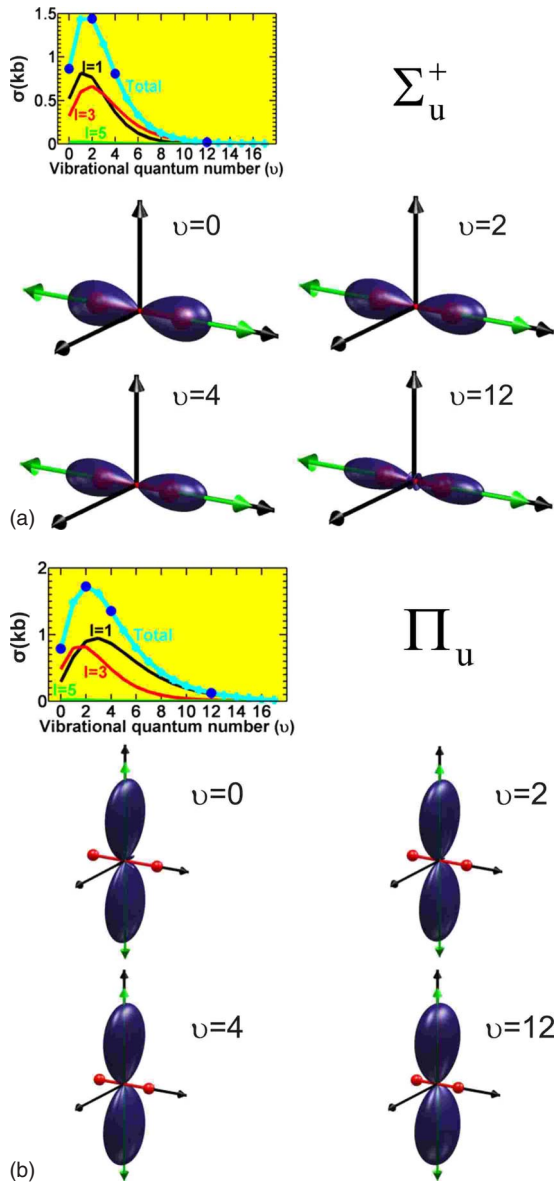 1.5
1
0.5
0
σ(kb)
l=1
l=3
l=5
Total
0 2 4 6 8 10 12 14 16
Vibrational quantum number (υ)
Σu+
υ=0
υ=2
υ=4
υ=12
(a)
2
1
0
σ(kb)
l=1
l=3
l=5
Total
0 2 4 6 8 10 12 14 16
Vibrational quantum number (υ)
Πu
υ=0
υ=2
υ=4
υ=12
(b)